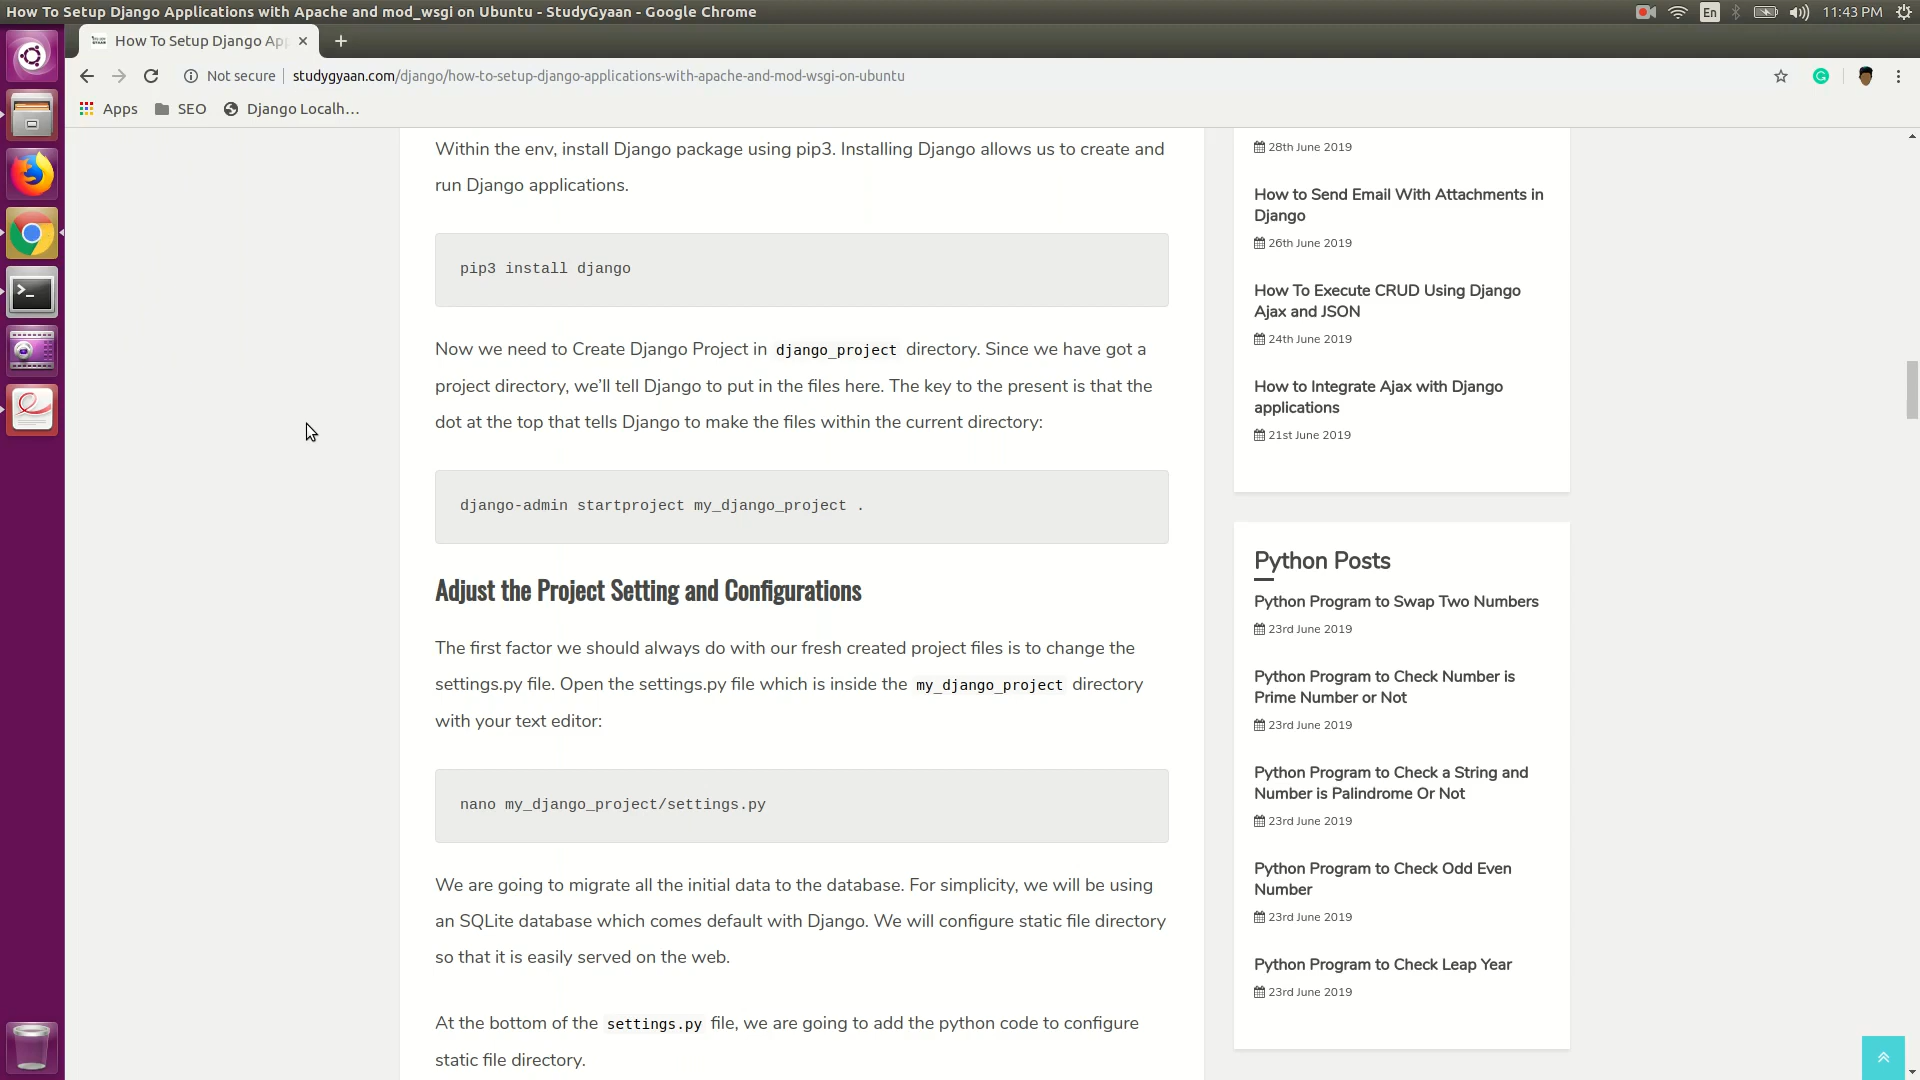 How To Setup Django Applications with Apache and mod_wsgi on Ubuntu - StudyGyaan - Google Chrome
En
11:43 PM
How To Setup Django App
Not secure
studygyaan.com/django/how-to-setup-django-applications-with-apache-and-mod-wsgi-on-ubuntu
Apps
SEO
Django Localh…
Within the env, install Django package using pip3. Installing Django allows us to create and
run Django applications.
pip3 install django
Now we need to Create Django Project in django_project directory. Since we have got a
project directory, we’ll tell Django to put in the files here. The key to the present is that the
dot at the top that tells Django to make the files within the current directory:
django-admin startproject my_django_project .
Adjust the Project Setting and Configurations
The first factor we should always do with our fresh created project files is to change the
settings.py file. Open the settings.py file which is inside the my_django_project directory
with your text editor:
nano my_django_project/settings.py
We are going to migrate all the initial data to the database. For simplicity, we will be using
an SQLite database which comes default with Django. We will configure static file directory
so that it is easily served on the web.
At the bottom of the settings.py file, we are going to add the python code to configure
static file directory.
28th June 2019
How to Send Email With Attachments in
Django
26th June 2019
How To Execute CRUD Using Django
Ajax and JSON
24th June 2019
How to Integrate Ajax with Django
applications
21st June 2019
Python Posts
Python Program to Swap Two Numbers
23rd June 2019
Python Program to Check Number is
Prime Number or Not
23rd June 2019
Python Program to Check a String and
Number is Palindrome Or Not
23rd June 2019
Python Program to Check Odd Even
Number
23rd June 2019
Python Program to Check Leap Year
23rd June 2019